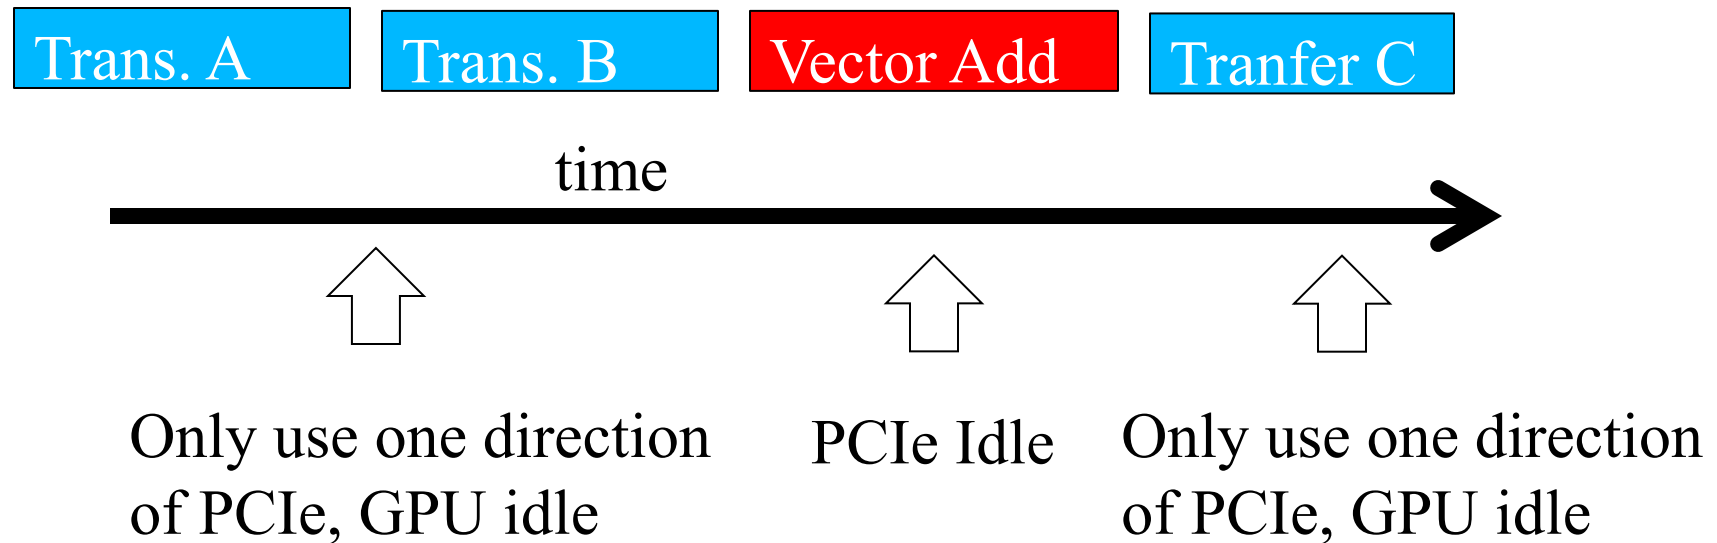 Trans. A
Trans. B
Vector Add
Tranfer C
time
Only use one direction
of PCIe, GPU idle
PCIe Idle
Only use one direction
of PCIe, GPU idle